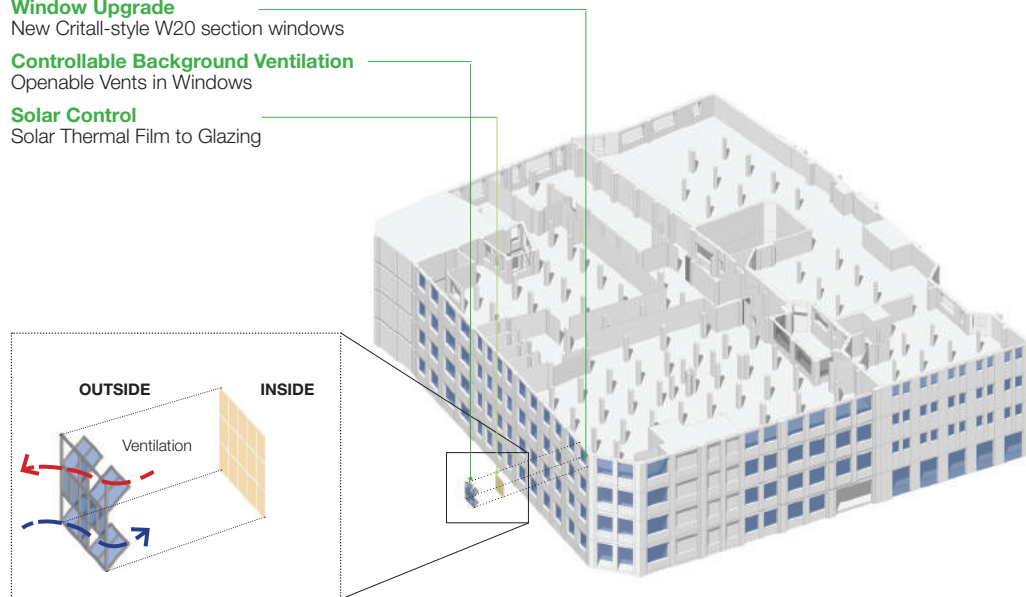 Window Upgrade
New Critall-style W20 section windows
Controllable Background Ventilation
Openable Vents in Windows
Solar Control
Solar Thermal Film to Glazing
OUTSIDE
INSIDE
Ventilation